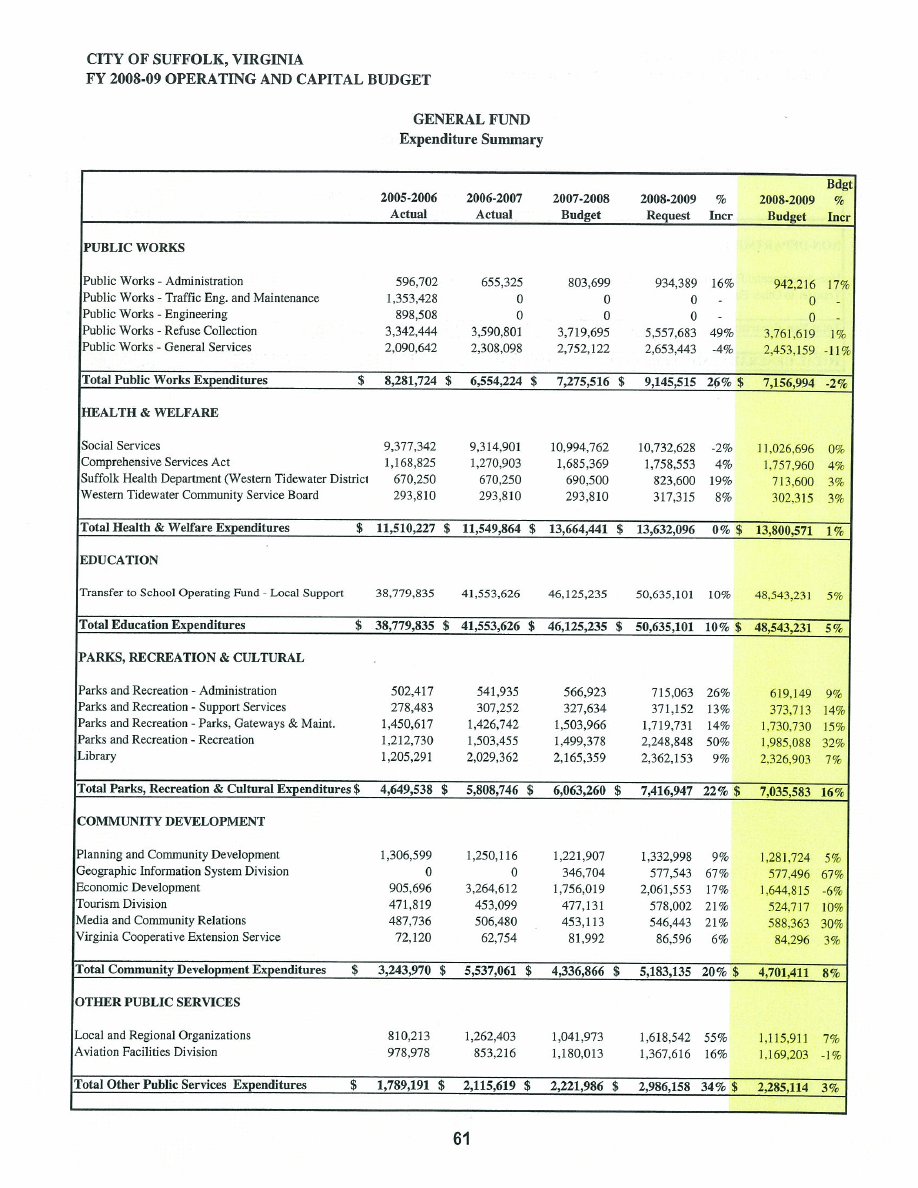 CITY OF SUFFOLK, VIRGINIA
FY 2008-09 OPERATING AND CAPITAL BUDGET
GENERAL FUND
Expenditure Summary
Bdgt
2005-2006 2006-2007 2007-2008 2008-2009 % 2008-2009 %
Actual Actual Budget Request Incr Budget Incr
PUBLIC WORKS
Public Works - Administration 596,702 655,325 803,699 934,389 16% 942,216 17%
Public Works - Traffic Eng. and Maintenance 1,353,428 0 0 0 - 0 -
Public Works - Engineering 898,508 0 0 0 - 0 -
Public Works - Refuse Collection 3,342,444 3,590,801 3,719,695 5,557,683 49% 3,761,619 1%
Public Works - General Services 2,090,642 2,308,098 2,752,122 2,653,443 -4% 2,453,159 -11%
Total Public Works Expenditures $ 8,281,724 $ 6,554,224 $ 7,275,516 $ 9,145,515 26% $ 7,156,994 -2%
HEALTH & WELFARE
Social Services 9,377,342 9,314,901 10,994,762 10,732,628 -2% 11,026,696 0%
Comprehensive Services Act 1,168,825 1,270,903 1,685,369 1,758,553 4% 1,757,960 4%
Suffolk Health Department (Western Tidewater District 670,250 670,250 690,500 823,600 19% 713,600 3%
Western Tidewater Community Service Board 293,810 293,810 293,810 317,315 8% 302,315 3%
Total Health & Welfare Expenditures $ 11,510,227 $ 11,549,864 $ 13,664,441 $ 13,632,096 0% $ 13,800,571 1%
EDUCATION
Transfer to School Operating Fund - Local Support 38,779,835 41,553,626 46,125,235 50,635,101 10% 48,543,231 5%
Total Education Expenditures $ 38,779,835 $ 41,553,626 $ 46,125,235 $ 50,635,101 10% $ 48,543,231 5%
PARKS, RECREATION & CULTURAL
Parks and Recreation - Administration 502,417 541,935 566,923 715,063 26% 619,149 9%
Parks and Recreation - Support Services 278,483 307,252 327,634 371,152 13% 373,713 14%
Parks and Recreation - Parks, Gateways & Maint. 1,450,617 1,426,742 1,503,966 1,719,731 14% 1,730,730 15%
Parks and Recreation - Recreation 1,212,730 1,503,455 1,499,378 2,248,848 50% 1,985,088 32%
Library 1,205,291 2,029,362 2,165,359 2,362,153 9% 2,326,903 7%
Total Parks, Recreation & Cultural Expenditures $ 4,649,538 $ 5,808,746 $ 6,063,260 $ 7,416,947 22% $ 7,035,583 16%
COMMUNITY DEVELOPMENT
Planning and Community Development 1,306,599 1,250,116 1,221,907 1,332,998 9% 1,281,724 5%
Geographic Information System Division 0 0 346,704 577,543 67% 577,496 67%
Economic Development 905,696 3,264,612 1,756,019 2,061,553 17% 1,644,815 -6%
Tourism Division 471,819 453,099 477,131 578,002 21% 524,717 10%
Media and Community Relations 487,736 506,480 453,113 546,443 21% 588,363 30%
Virginia Cooperative Extension Service 72,120 62,754 81,992 86,596 6% 84,296 3%
Total Community Development Expenditures $ 3,243,970 $ 5,537,061 $ 4,336,866 $ 5,183,135 20% $ 4,701,411 8%
OTHER PUBLIC SERVICES
Local and Regional Organizations 810,213 1,262,403 1,041,973 1,618,542 55% 1,115,911 7%
Aviation Facilities Division 978,978 853,216 1,180,013 1,367,616 16% 1,169,203 -1%
Total Other Public Services Expenditures $ 1,789,191 $ 2,115,619 $ 2,221,986 $ 2,986,158 34% $ 2,285,114 3%
61